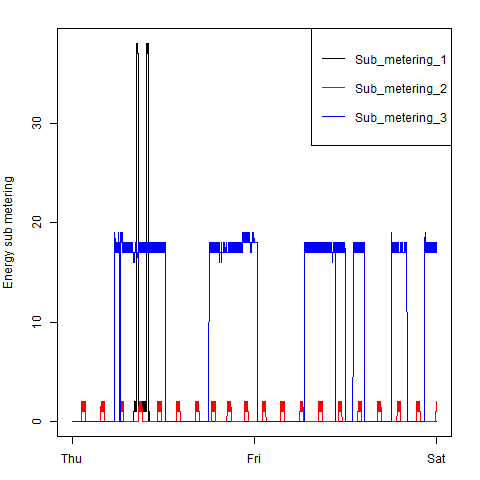 Sub_metering_1
Sub_metering_2
Sub_metering_3
Energy sub metering
30
20
10
0
Thu Fri Sat